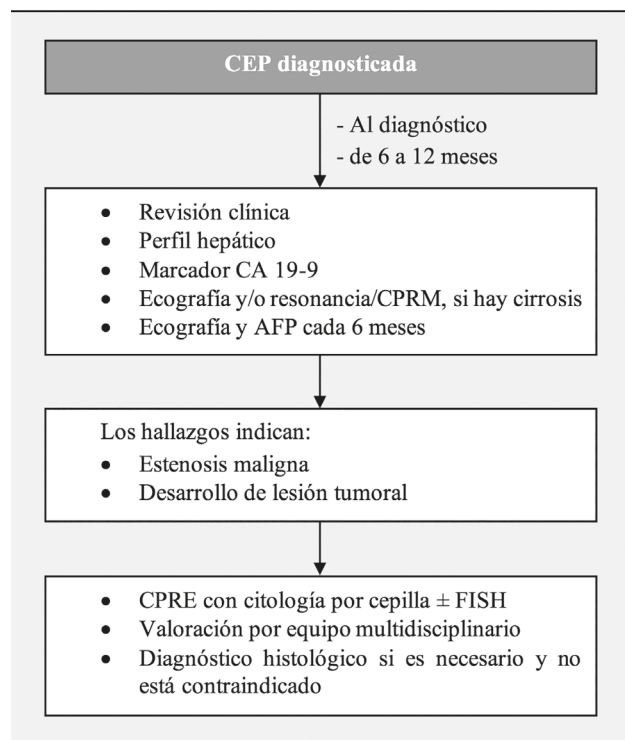 CEP diagnosticada
- Al diagnóstico
- de 6 a 12 meses
• Revisión clínica
• Perfil hepático
• Marcador CA 19-9
• Ecografía y/o resonancia/CPRM, si hay cirrosis
• Ecografía y AFP cada 6 meses
Los hallazgos indican:
• Estenosis maligna
• Desarrollo de lesión tumoral
• CPRE con citología por cepilla ± FISH
• Valoración por equipo multidisciplinario
• Diagnóstico histológico si es necesario y no
está contraindicado